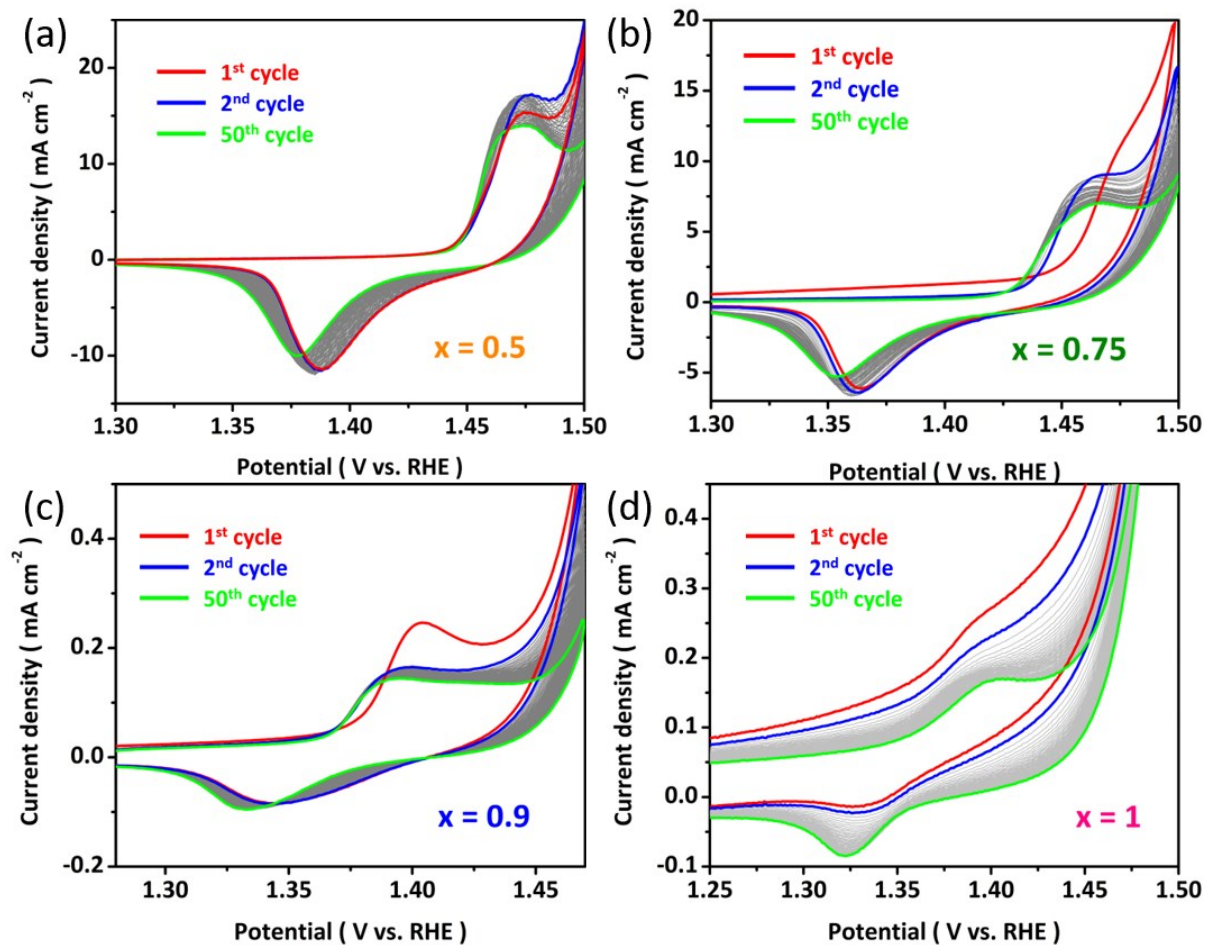 (a)
Current density ( mA cm⁻² )
20
10
0
-10
1st cycle
2nd cycle
50th cycle
x = 0.5
1.30 1.35 1.40 1.45 1.50
Potential ( V vs. RHE )
(b)
Current density ( mA cm⁻² )
20
15
10
5
0
-5
1st cycle
2nd cycle
50th cycle
x = 0.75
1.30 1.35 1.40 1.45 1.50
Potential ( V vs. RHE )
(c)
Current density ( mA cm⁻² )
0.4
0.2
0.0
-0.2
1st cycle
2nd cycle
50th cycle
x = 0.9
1.30 1.35 1.40 1.45
Potential ( V vs. RHE )
(d)
Current density ( mA cm⁻² )
0.4
0.3
0.2
0.1
0.0
-0.1
1st cycle
2nd cycle
50th cycle
x = 1
1.25 1.30 1.35 1.40 1.45 1.50
Potential ( V vs. RHE )